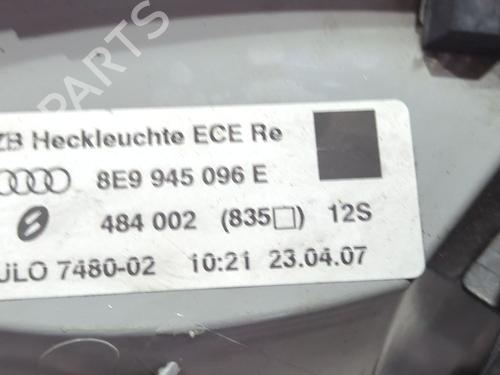 ZB Heckleuchte ECE Re
8E9 945 096 E
484 002 (835□) 12S
ULO 7480-02 10:21 23.04.07